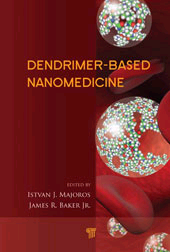 DENDRIMER-BASED
NANOMEDICINE
EDITED BY
ISTVAN J. MAJOROS
JAMES R. BAKER JR.